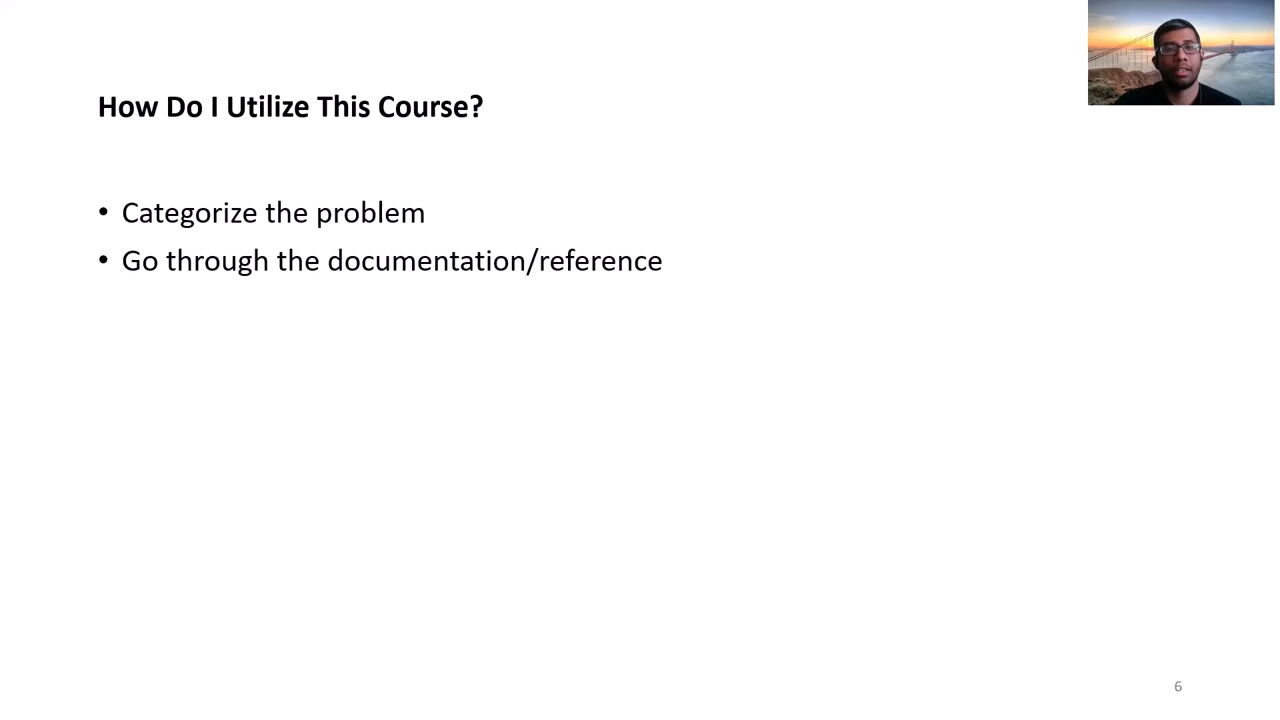 How Do I Utilize This Course?
• Categorize the problem
• Go through the documentation/reference
6